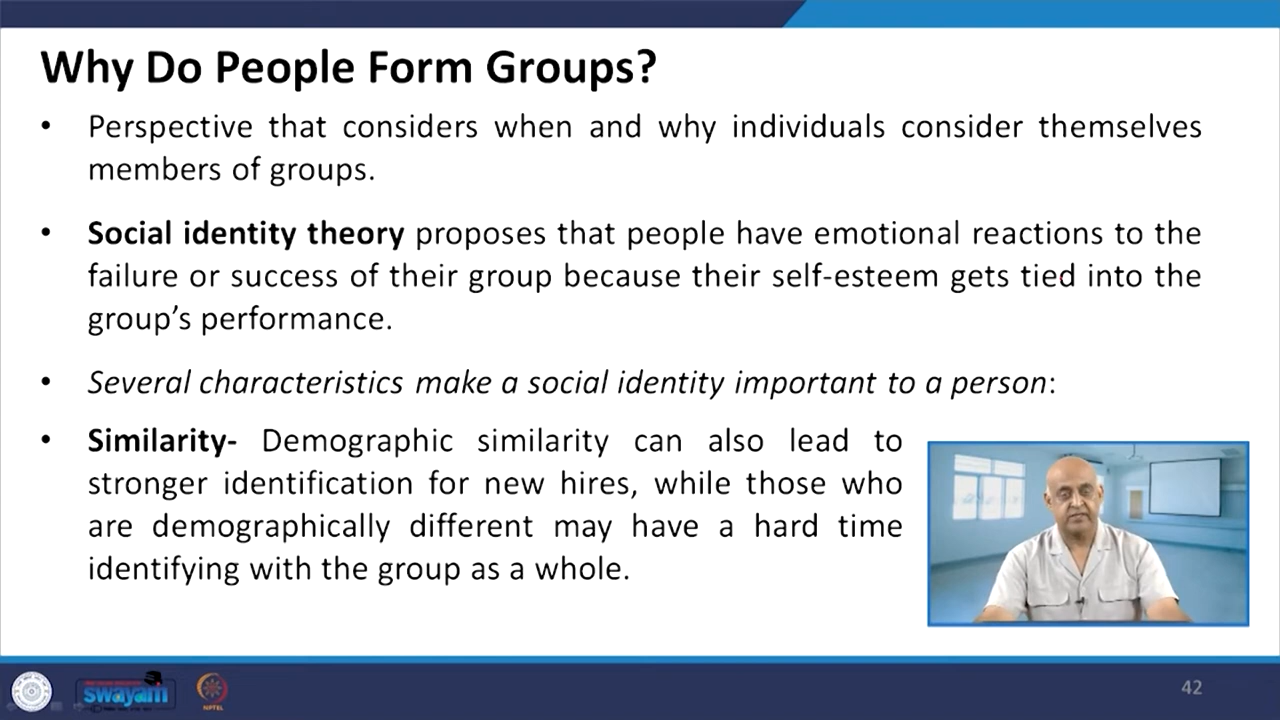 Why Do People Form Groups?
• Perspective that considers when and why individuals consider themselves
members of groups.
• Social identity theory proposes that people have emotional reactions to the
failure or success of their group because their self-esteem gets tied into the
group's performance.
• Several characteristics make a social identity important to a person:
• Similarity- Demographic similarity can also lead to
stronger identification for new hires, while those who
are demographically different may have a hard time
identifying with the group as a whole.
swayam
NPTEL
42